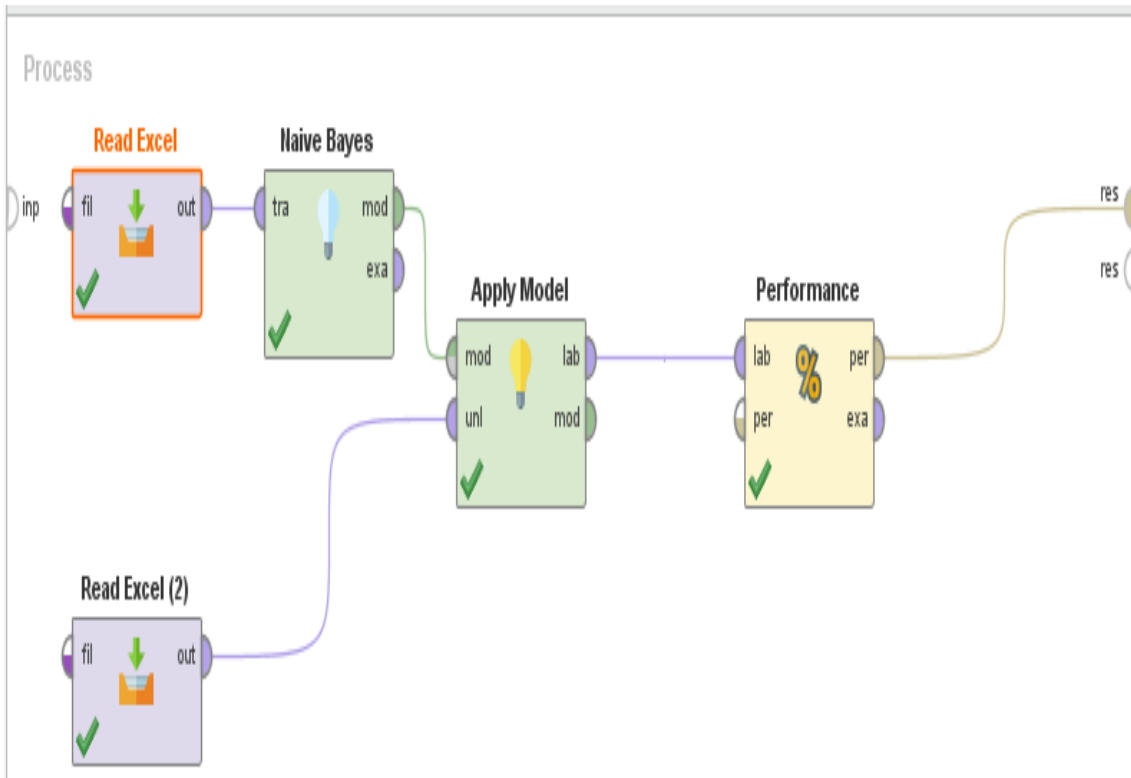 Process
Read Excel
Naive Bayes
inp
fil
out
tra
mod
exa
res
res
Apply Model
mod
lab
unl
mod
Performance
lab
per
per
exa
%
Read Excel (2)
fil
out